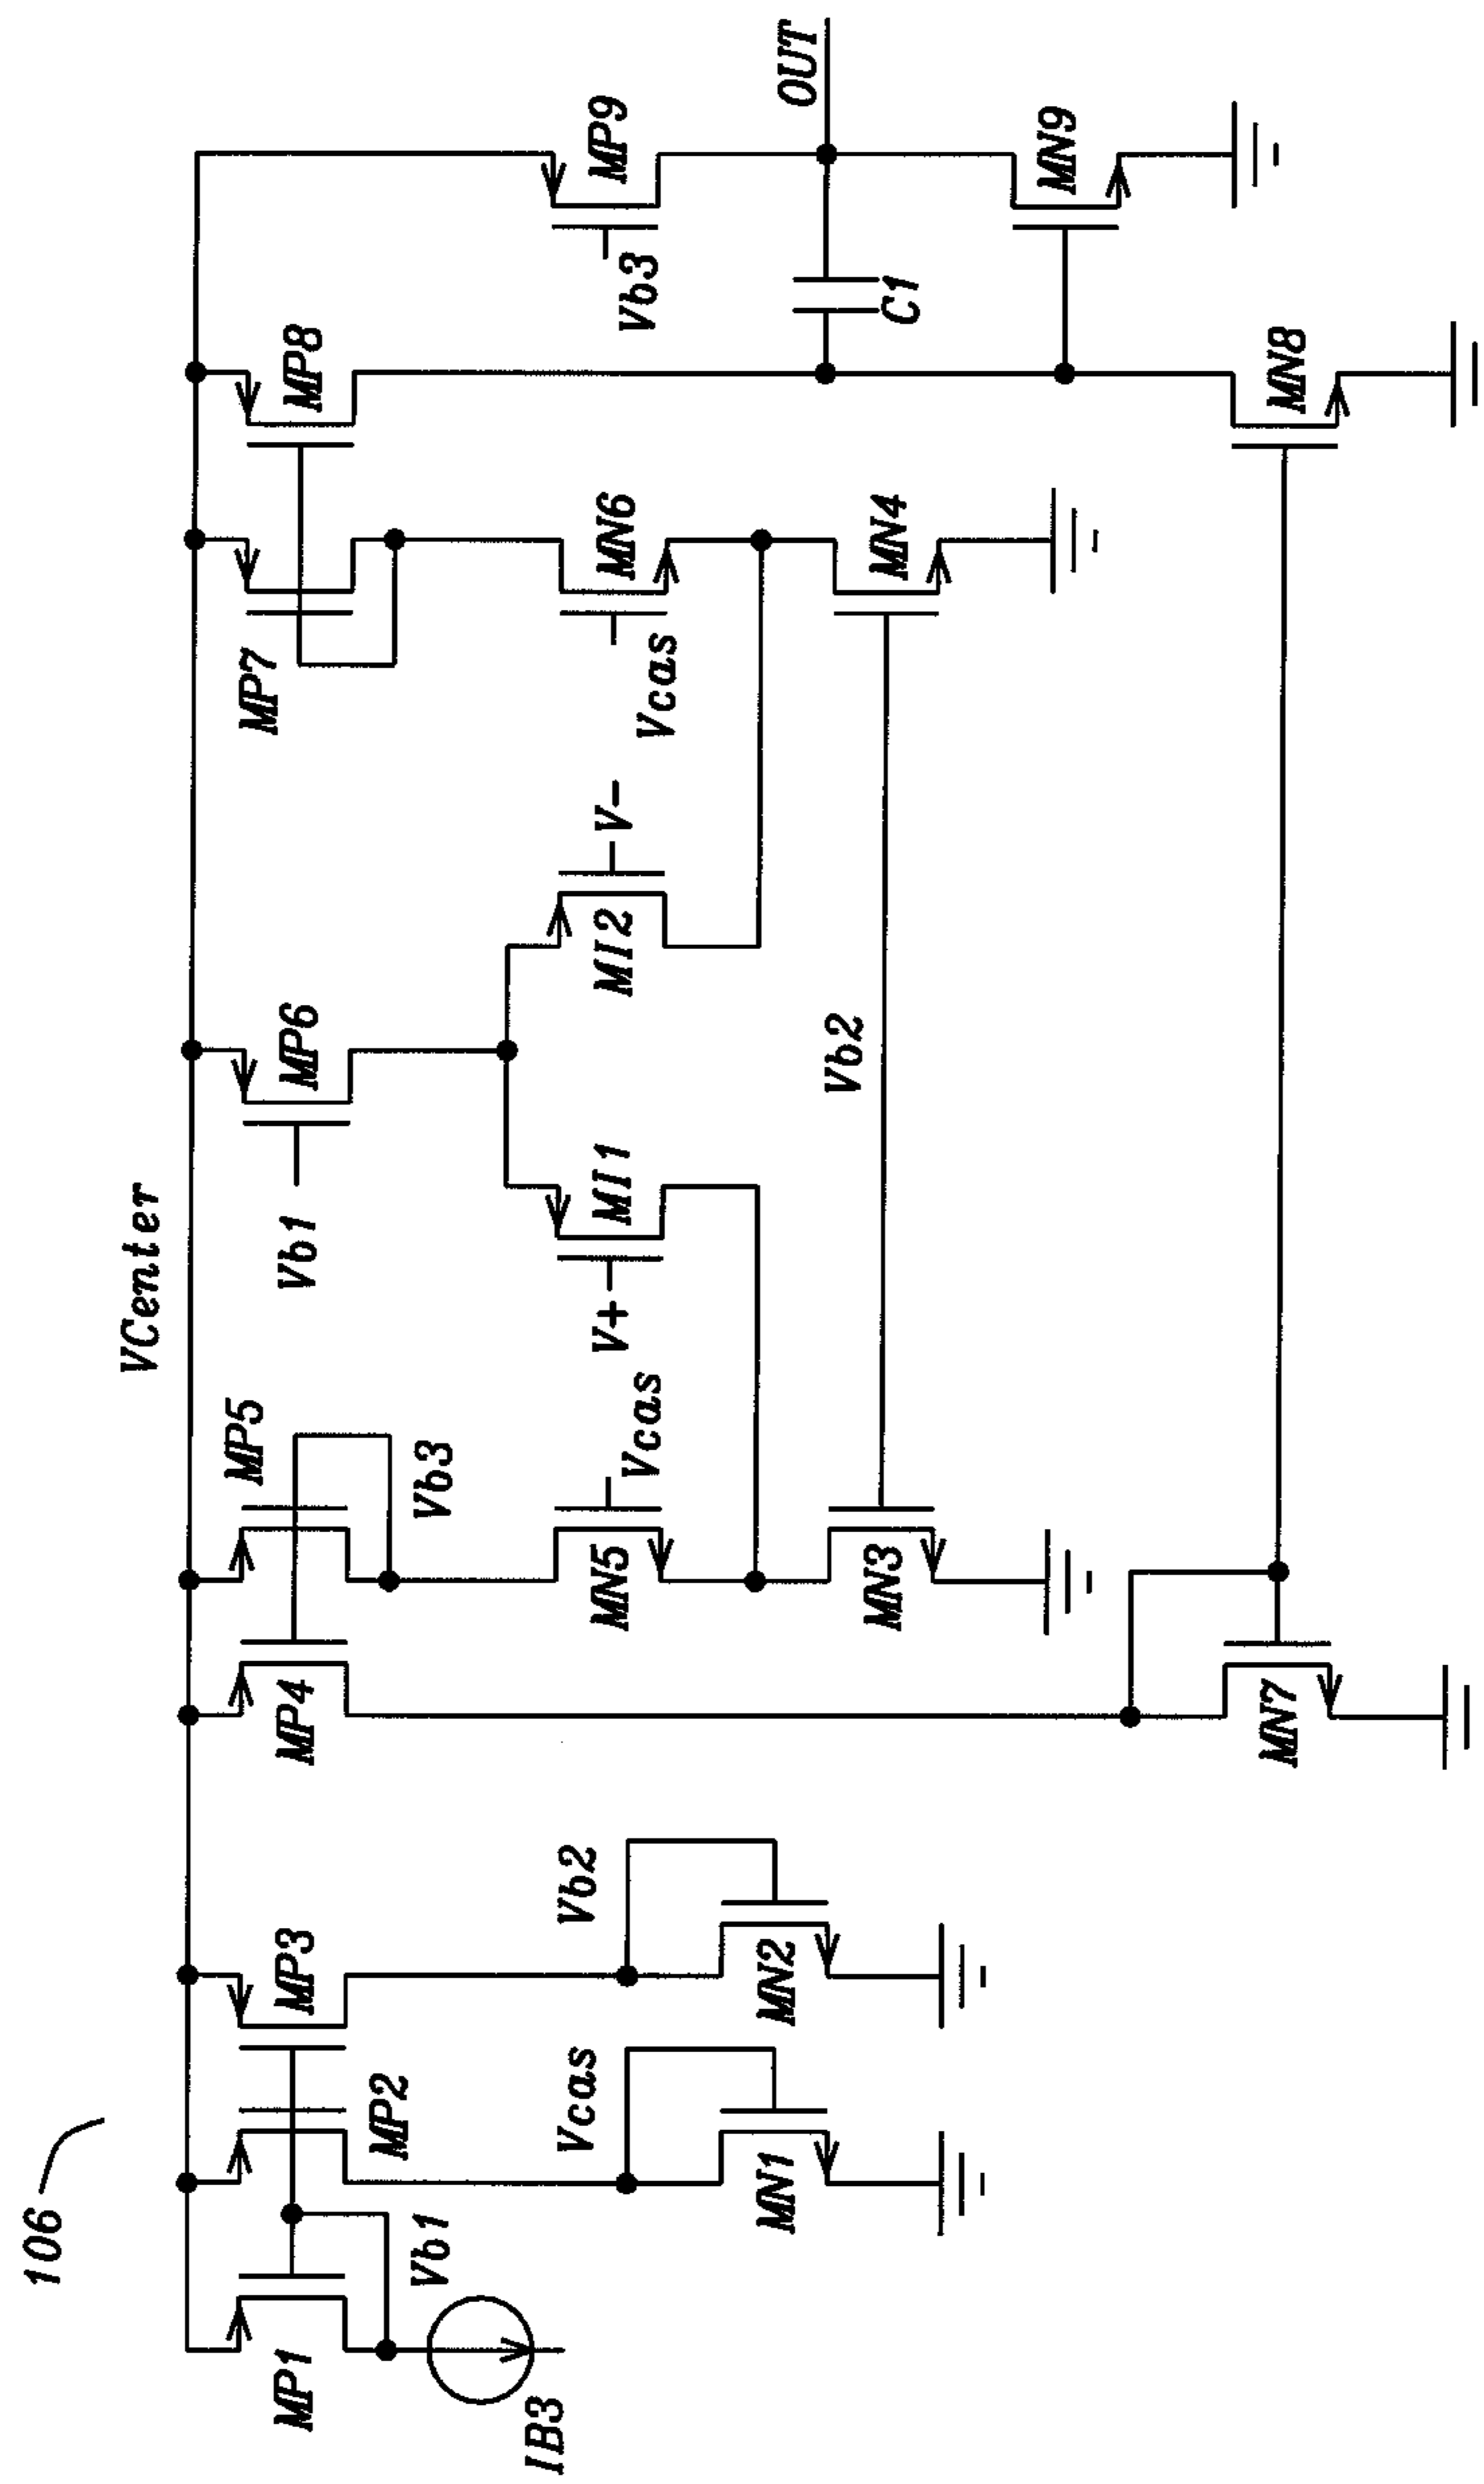 106
VCenter
MP1
Vb1
IB3
MP2
MP3
Vcas
Vb2
MN1
MN2
MP4
MP5
Vb3
Vcas
MN5
MN3
MN7
Vb1
MP6
V+
MI1
MI2
V-
Vb2
MP7
MP8
Vcas
MN6
MN4
MN8
Vb3
MP9
C1
OUT
MN9